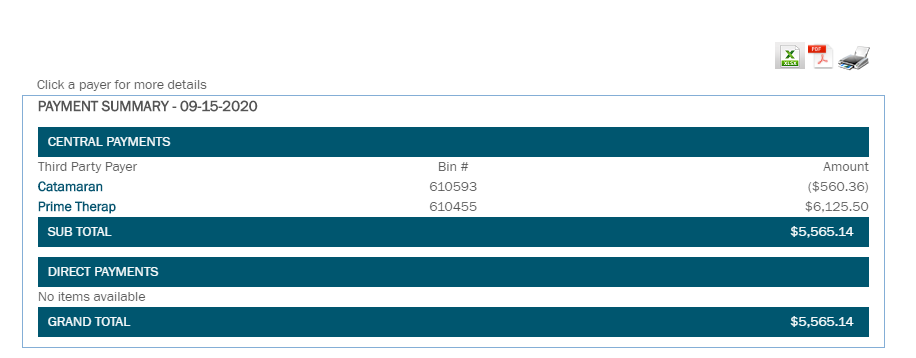 XLSX
PDF
Click a payer for more details
PAYMENT SUMMARY - 09-15-2020
CENTRAL PAYMENTS
Third Party Payer Bin # Amount
Catamaran 610593 ($560.36)
Prime Therap 610455 $6,125.50
SUB TOTAL $5,565.14
DIRECT PAYMENTS
No items available
GRAND TOTAL $5,565.14